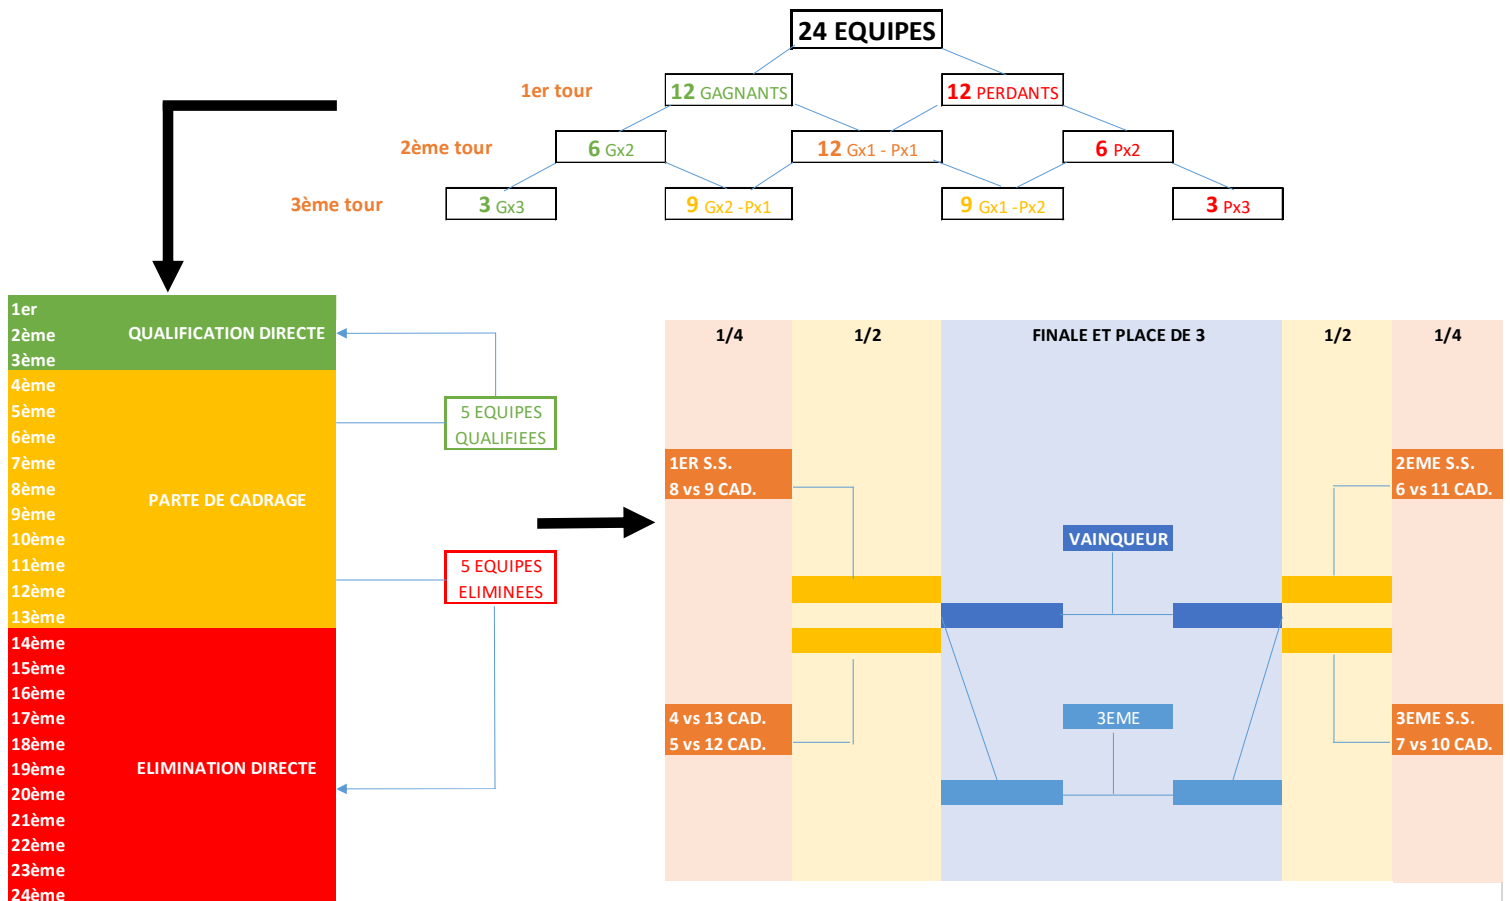 24 EQUIPES
1er tour
12 GAGNANTS
12 PERDANTS
2ème tour
6 Gx2
12 Gx1 - Px1
6 Px2
3ème tour
3 Gx3
9 Gx2 -Px1
9 Gx1 -Px2
3 Px3
1er
2ème
3ème
QUALIFICATION DIRECTE
4ème
5ème
6ème
7ème
8ème
9ème
10ème
11ème
12ème
13ème
PARTE DE CADRAGE
14ème
15ème
16ème
17ème
18ème
19ème
20ème
21ème
22ème
23ème
24ème
ELIMINATION DIRECTE
5 EQUIPES
QUALIFIEES
5 EQUIPES
ELIMINEES
1/4
1/2
FINALE ET PLACE DE 3
1/2
1/4
1ER S.S.
8 vs 9 CAD.
2EME S.S.
6 vs 11 CAD.
VAINQUEUR
4 vs 13 CAD.
5 vs 12 CAD.
3EME
3EME S.S.
7 vs 10 CAD.